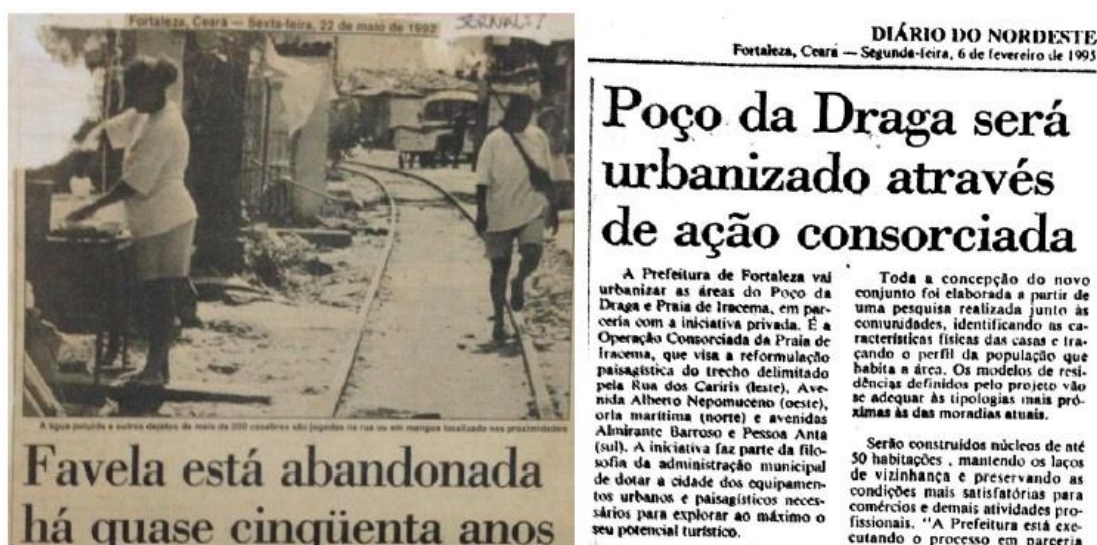 Fortaleza, Ceará — Sexta-feira, 22 de maio de 1992
JORNAL: ?
A água poluída e outros dejetos de mais de 200 casebres são jogadas na rua ou em mangue localizado nas proximidades
Favela está abandonada
há quase cinqüenta anos
DIÁRIO DO NORDESTE
Fortaleza, Ceará — Segunda-feira, 6 de fevereiro de 1995
Poço da Draga será
urbanizado através
de ação consorciada
A Prefeitura de Fortaleza vai
urbanizar as áreas do Poço da
Draga e Praia de Iracema, em par-
ceria com a iniciativa privada. É a
Operação Consorciada da Praia de
Iracema, que visa a reformulação
paisagística do trecho delimitado
pela Rua dos Cariris (leste), Ave-
nida Alberto Nepomuceno (oeste),
orla marítima (norte) e avenidas
Almirante Barroso e Pessoa Anta
(sul). A iniciativa faz parte da filo-
sofia da administração municipal
de dotar a cidade dos equipamen-
tos urbanos e paisagísticos neces-
sários para explorar ao máximo o
seu potencial turístico.
Toda a concepção do novo
conjunto foi elaborada a partir de
uma pesquisa realizada junto às
comunidades, identificando as ca-
racterísticas físicas das casas e tra-
çando o perfil da população que
habita a área. Os modelos de resi-
dências definidos pelo projeto vão
se adequar às tipologias mais pró-
ximas às das moradias atuais.
Serão construídos núcleos de até
50 habitações , mantendo os laços
de vizinhança e preservando as
condições mais satisfatórias para
comércios e demais atividades pro-
fissionais. "A Prefeitura está exe-
cutando o processo em parceria